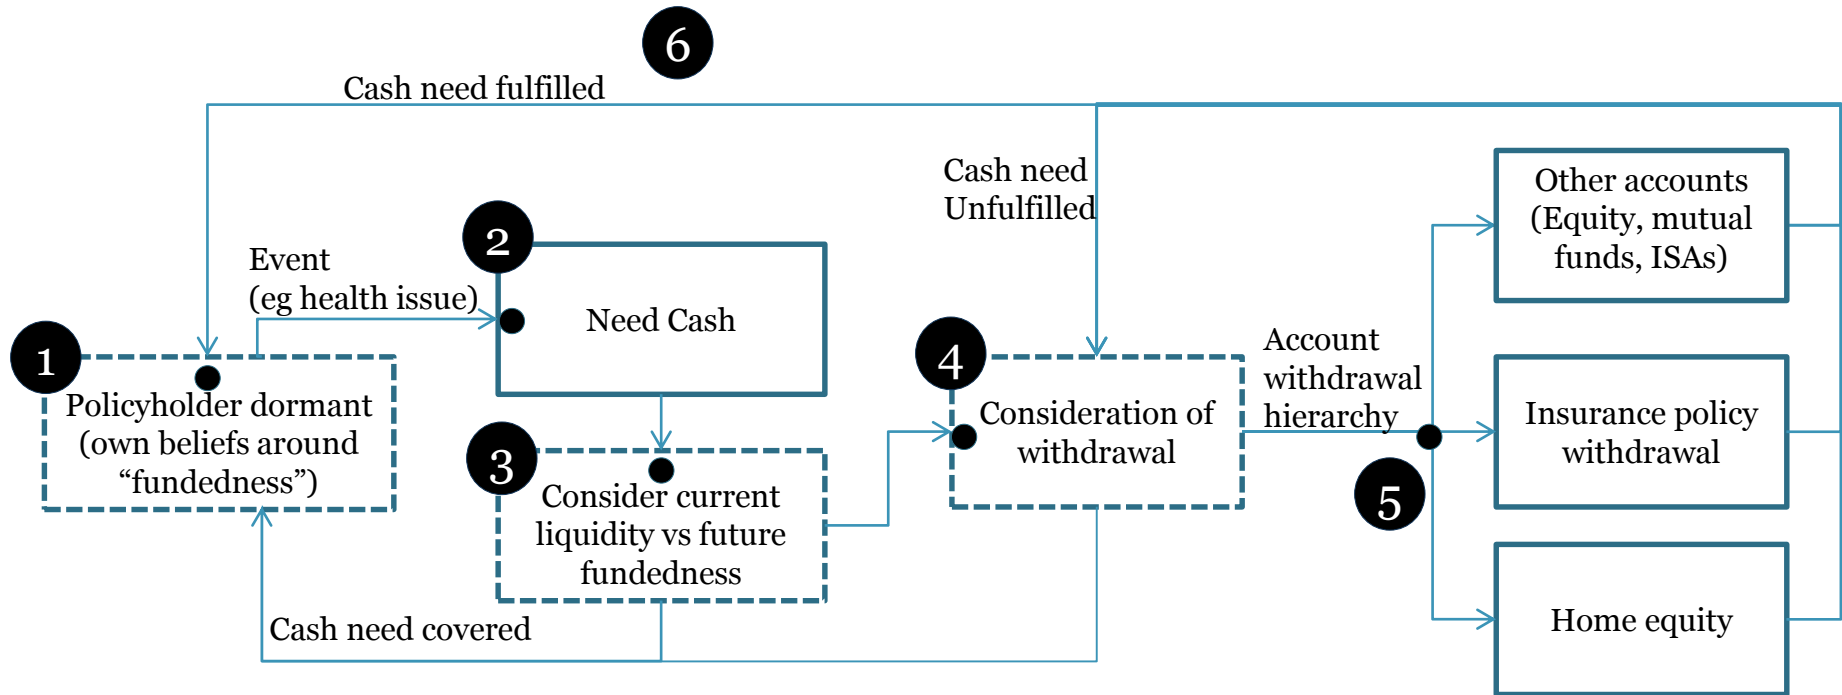 6
Cash need fulfilled
Cash need
Unfulfilled
Other accounts
(Equity, mutual
funds, ISAs)
2
Event
(eg health issue)
Need Cash
1
Policyholder dormant
(own beliefs around
“fundedness”)
4
Consideration of
withdrawal
Account
withdrawal
hierarchy
Insurance policy
withdrawal
3
Consider current
liquidity vs future
fundedness
5
Cash need covered
Home equity